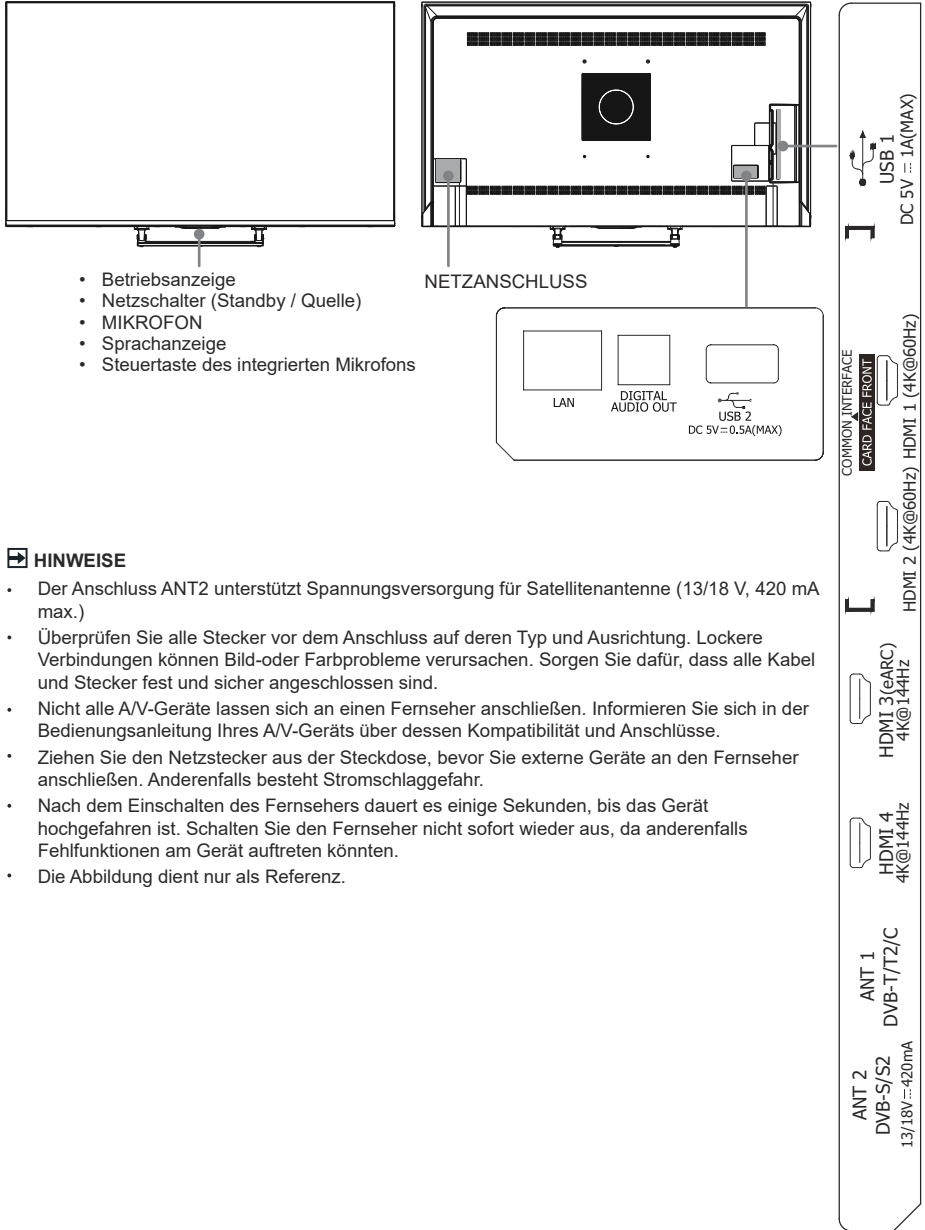 • Betriebsanzeige
• Netzschalter (Standby / Quelle)
• MIKROFON
• Sprachanzeige
• Steuertaste des integrierten Mikrofons
NETZANSCHLUSS
LAN
DIGITAL
AUDIO OUT
USB 2
DC 5V⎓0.5A(MAX)
USB 1
DC 5V ⎓ 1A(MAX)
COMMON INTERFACE
CARD FACE FRONT
HDMI 1 (4K@60Hz)
HDMI 2 (4K@60Hz)
HDMI 3(eARC)
4K@144Hz
HDMI 4
4K@144Hz
ANT 1
DVB-T/T2/C
ANT 2
DVB-S/S2
13/18V⎓420mA
HINWEISE
• Der Anschluss ANT2 unterstützt Spannungsversorgung für Satellitenantenne (13/18 V, 420 mA
max.)
• Überprüfen Sie alle Stecker vor dem Anschluss auf deren Typ und Ausrichtung. Lockere
Verbindungen können Bild-oder Farbprobleme verursachen. Sorgen Sie dafür, dass alle Kabel
und Stecker fest und sicher angeschlossen sind.
• Nicht alle A/V-Geräte lassen sich an einen Fernseher anschließen. Informieren Sie sich in der
Bedienungsanleitung Ihres A/V-Geräts über dessen Kompatibilität und Anschlüsse.
• Ziehen Sie den Netzstecker aus der Steckdose, bevor Sie externe Geräte an den Fernseher
anschließen. Anderenfalls besteht Stromschlaggefahr.
• Nach dem Einschalten des Fernsehers dauert es einige Sekunden, bis das Gerät
hochgefahren ist. Schalten Sie den Fernseher nicht sofort wieder aus, da anderenfalls
Fehlfunktionen am Gerät auftreten könnten.
• Die Abbildung dient nur als Referenz.